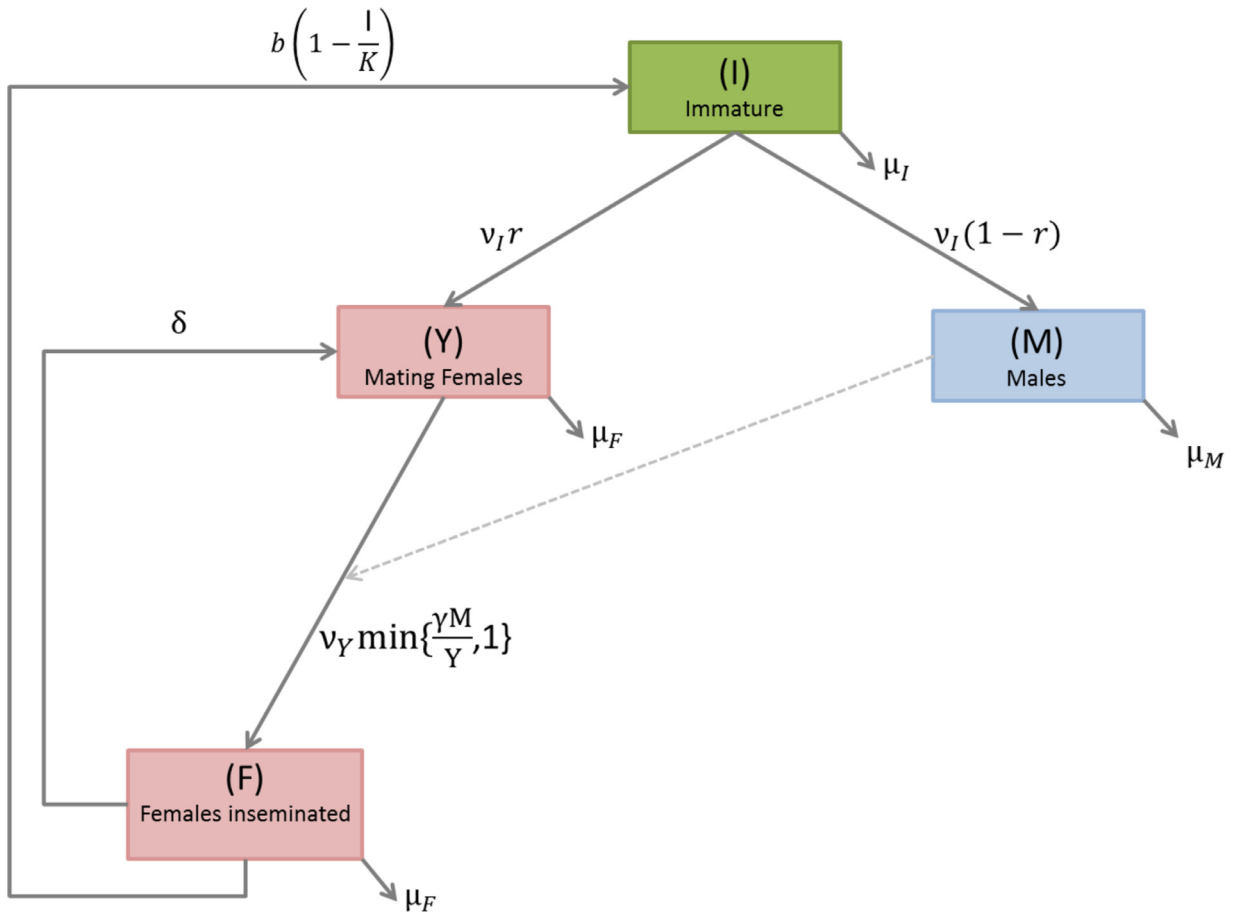 b(1 − I/K)
(I)
Immature
μ_I
ν_I r
ν_I(1 − r)
δ
(Y)
Mating Females
μ_F
(M)
Males
μ_M
ν_Y min{γM/Y,1}
(F)
Females inseminated
μ_F